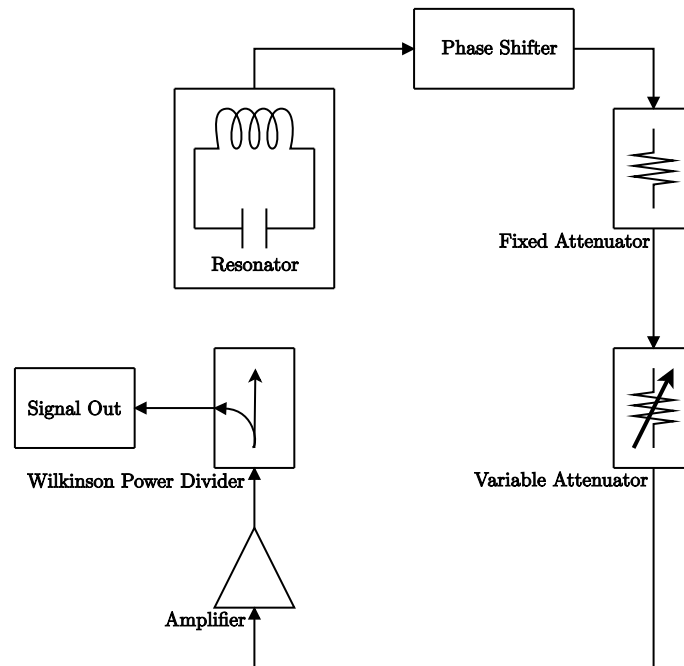 Phase Shifter
Fixed Attenuator
Resonator
Signal Out
Wilkinson Power Divider
Variable Attenuator
Amplifier